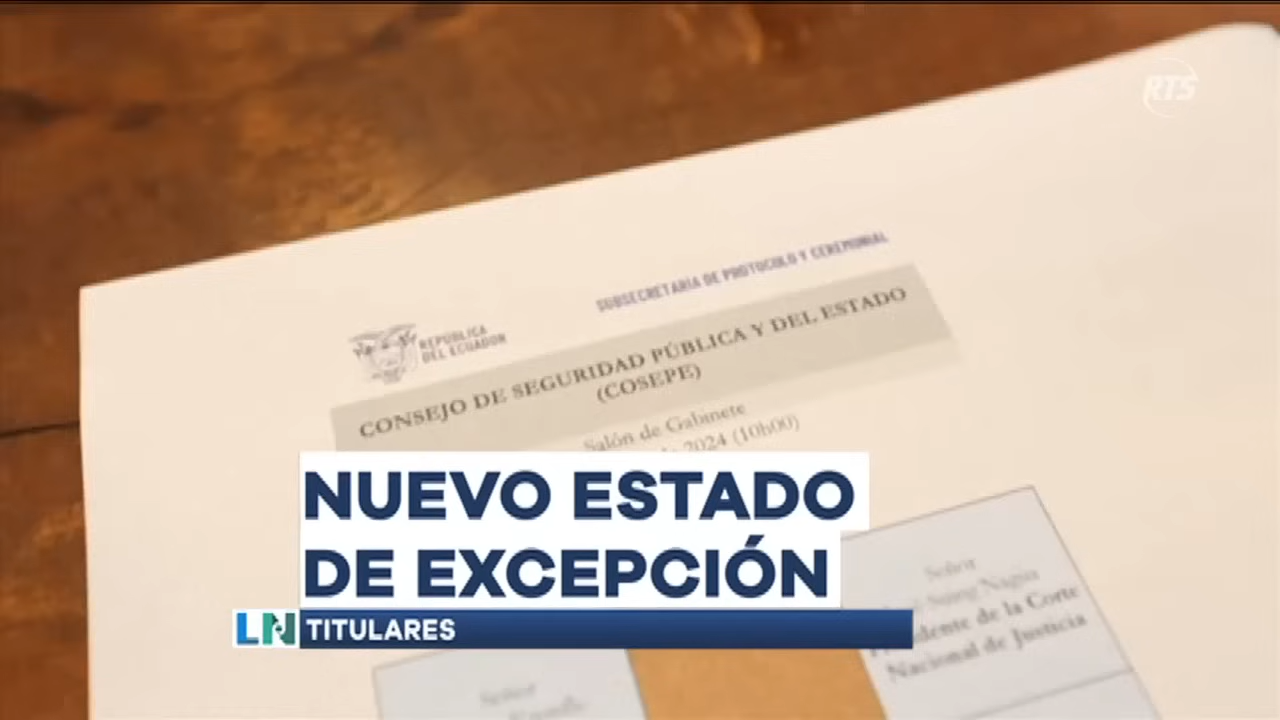 RTS
SUBSECRETARÍA DE PROTOCOLO Y CEREMONIAL
REPÚBLICA
DEL ECUADOR
CONSEJO DE SEGURIDAD PÚBLICA Y DEL ESTADO
(COSEPE)
Salón de Gabinete
de 2024 (10h00)
NUEVO ESTADO
DE EXCEPCIÓN
LN TITULARES
Señor
Presidente de la Corte
Nacional de Justicia
Señor